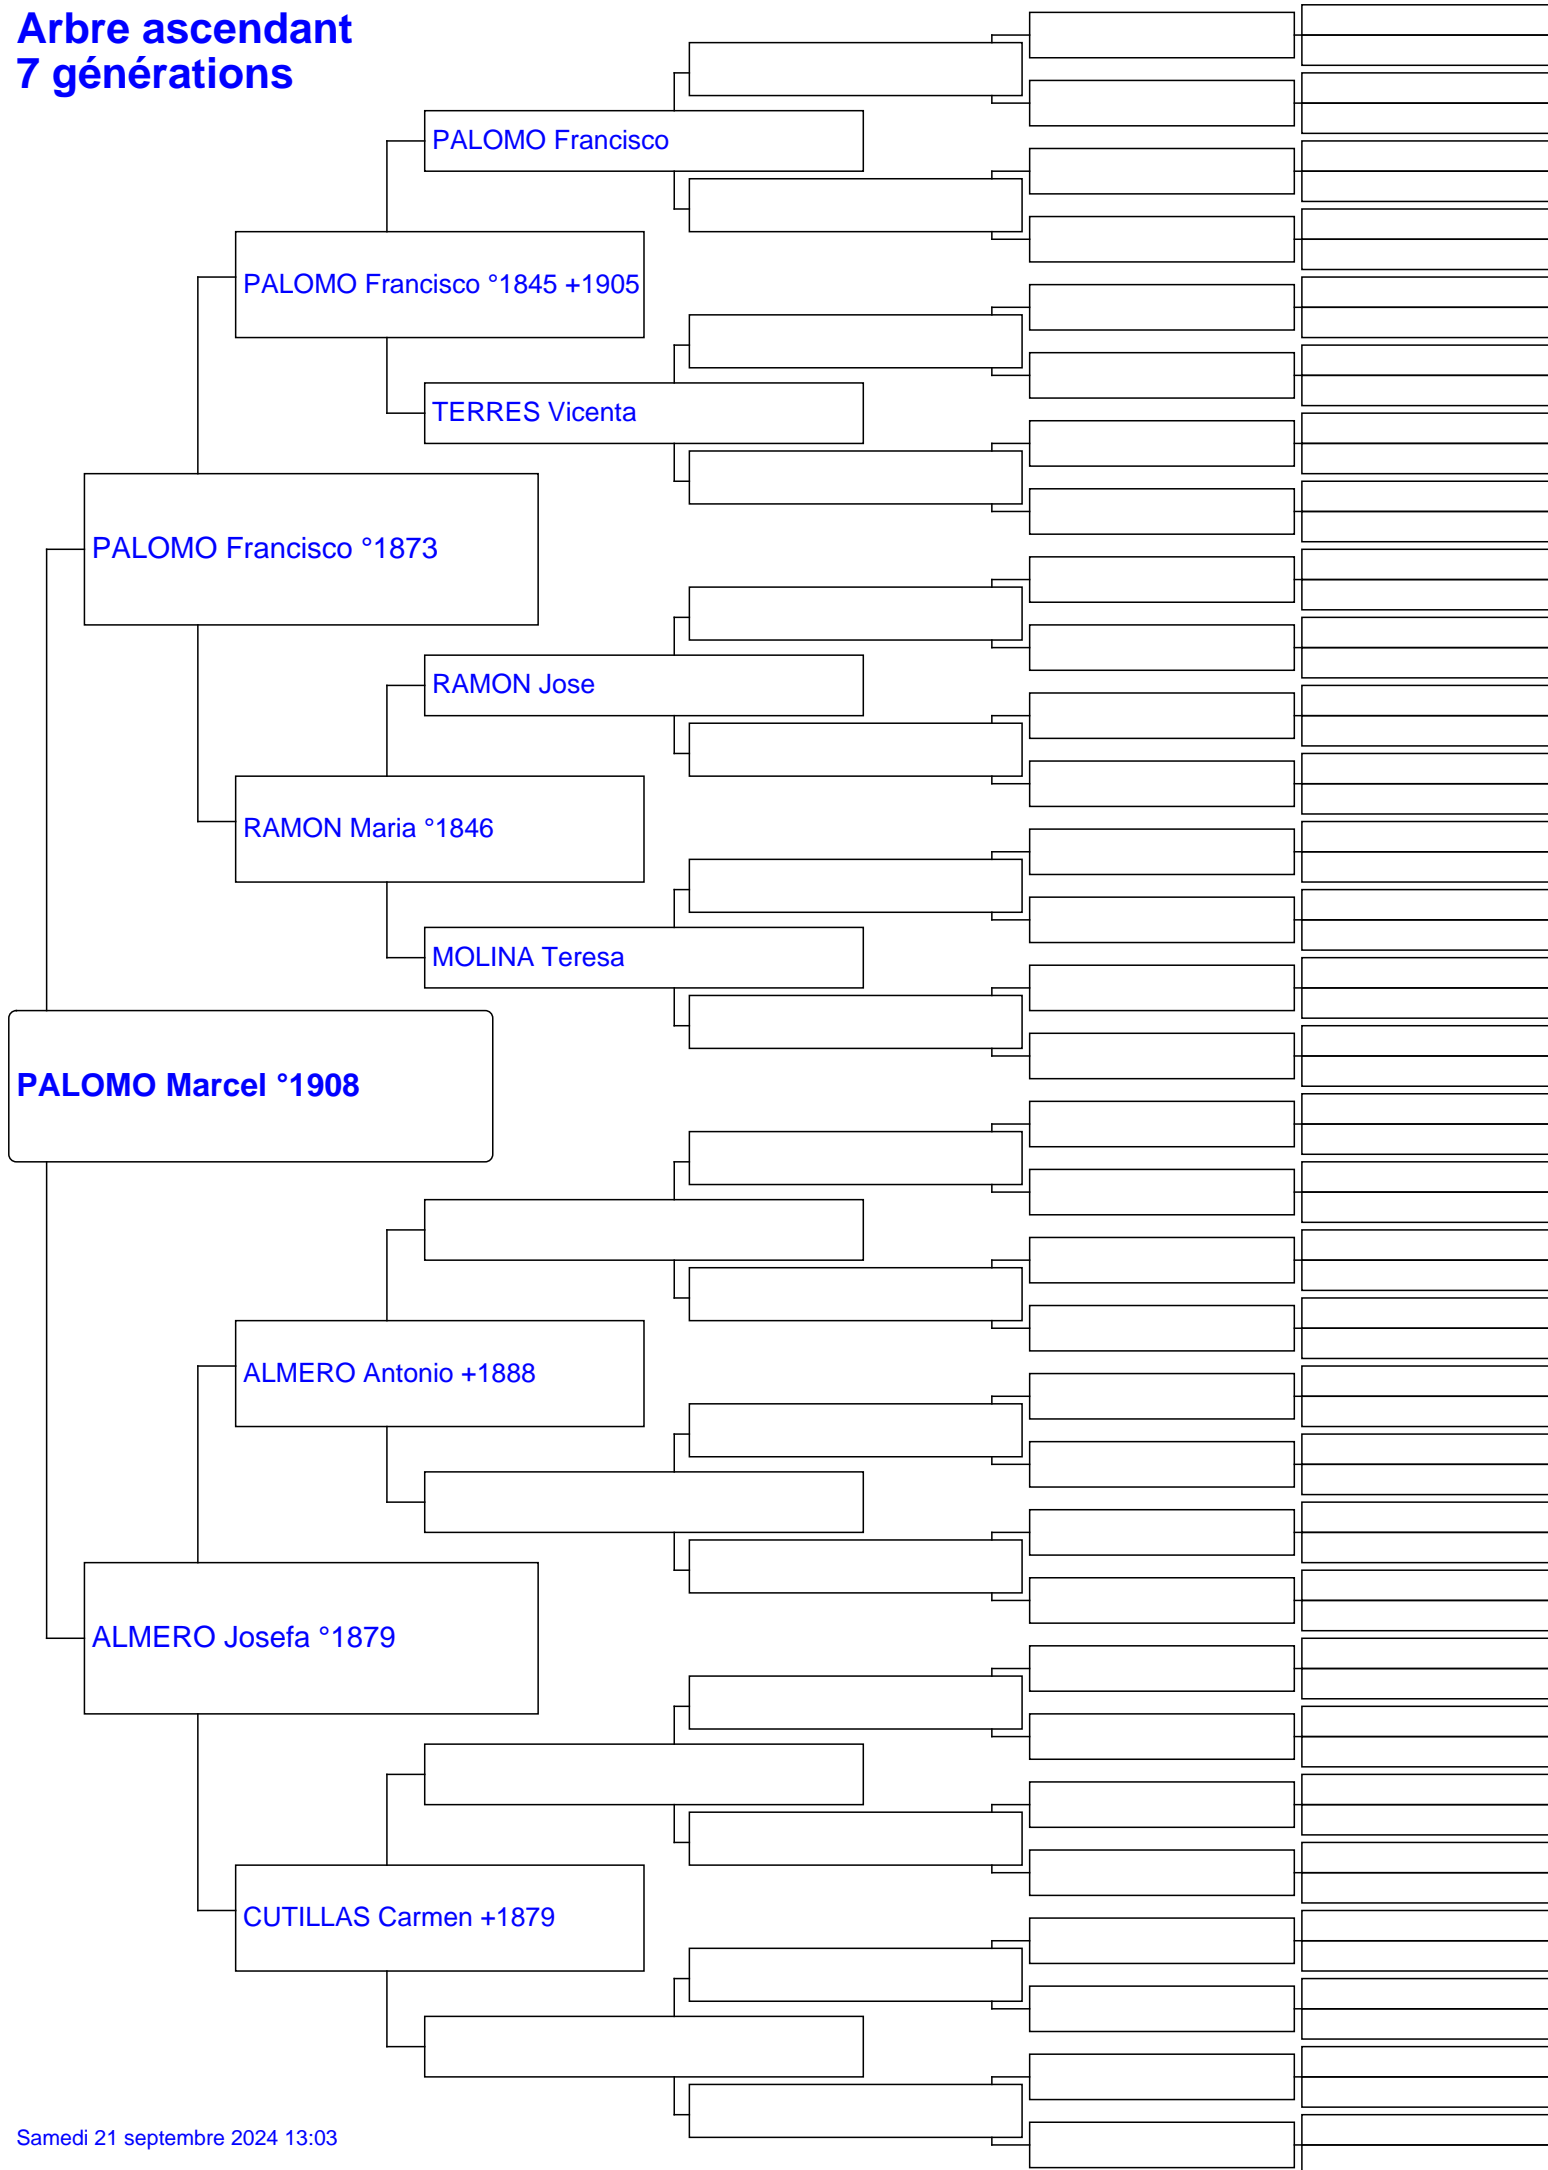 Arbre ascendant
7 générations
PALOMO Francisco
PALOMO Francisco °1845 +1905
TERRES Vicenta
PALOMO Francisco °1873
RAMON Jose
RAMON Maria °1846
MOLINA Teresa
PALOMO Marcel °1908
ALMERO Antonio +1888
ALMERO Josefa °1879
CUTILLAS Carmen +1879
Samedi 21 septembre 2024 13:03